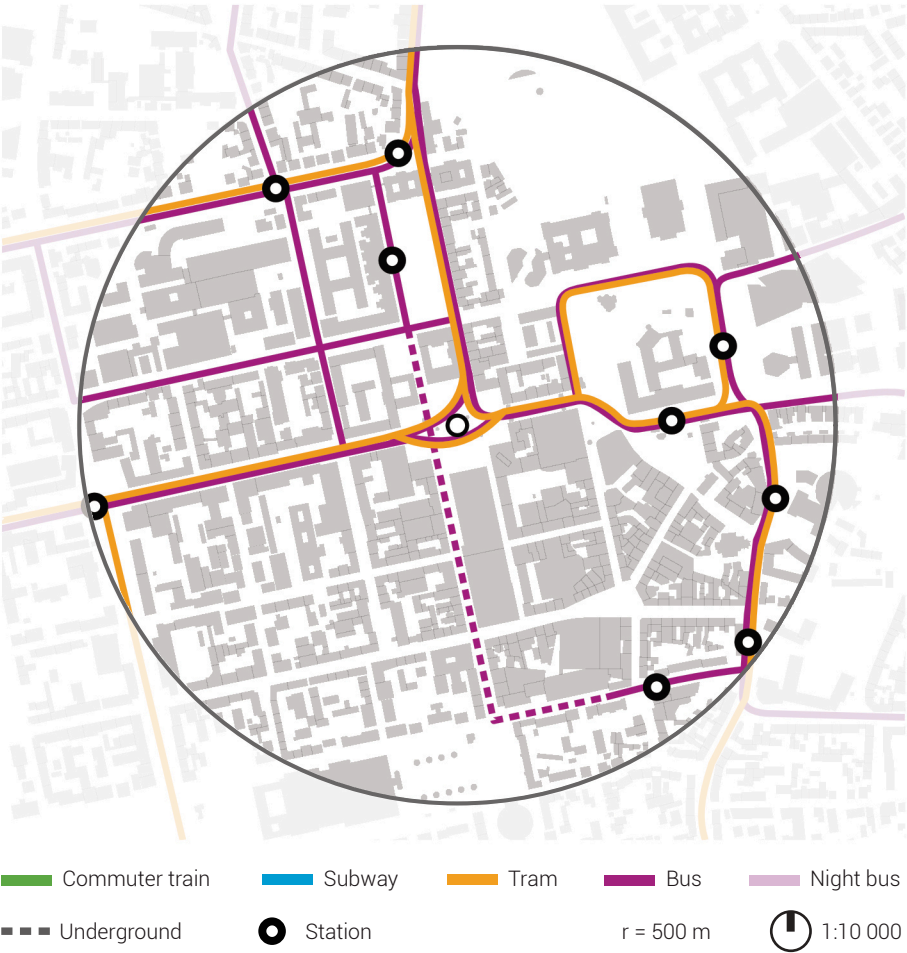 Commuter train Subway Tram Bus Night bus
Underground Station r = 500 m 1:10 000